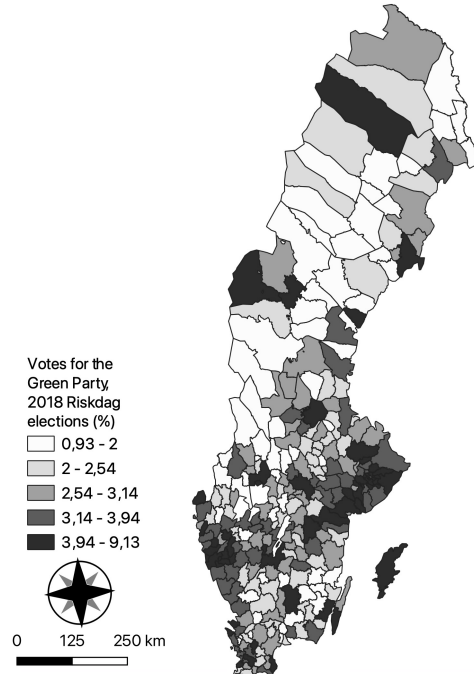 Votes for the
Green Party,
2018 Riskdag
elections (%)
0,93 - 2
2 - 2,54
2,54 - 3,14
3,14 - 3,94
3,94 - 9,13
0 125 250 km